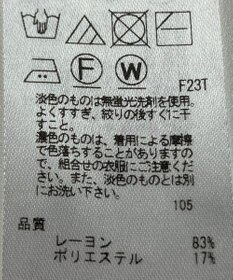 F
W
F23T
淡色のものは無蛍光洗剤を使用。
よくすすぎ、絞りの後すぐに干
すこと。
濃色のものは、着用による摩擦
で色落ちすることがありますの
で、組合せの衣服にご注意くだ
さい。また、淡色のものとは別
にお洗いください。
105
品質
レーヨン 83%
ポリエステル 17%